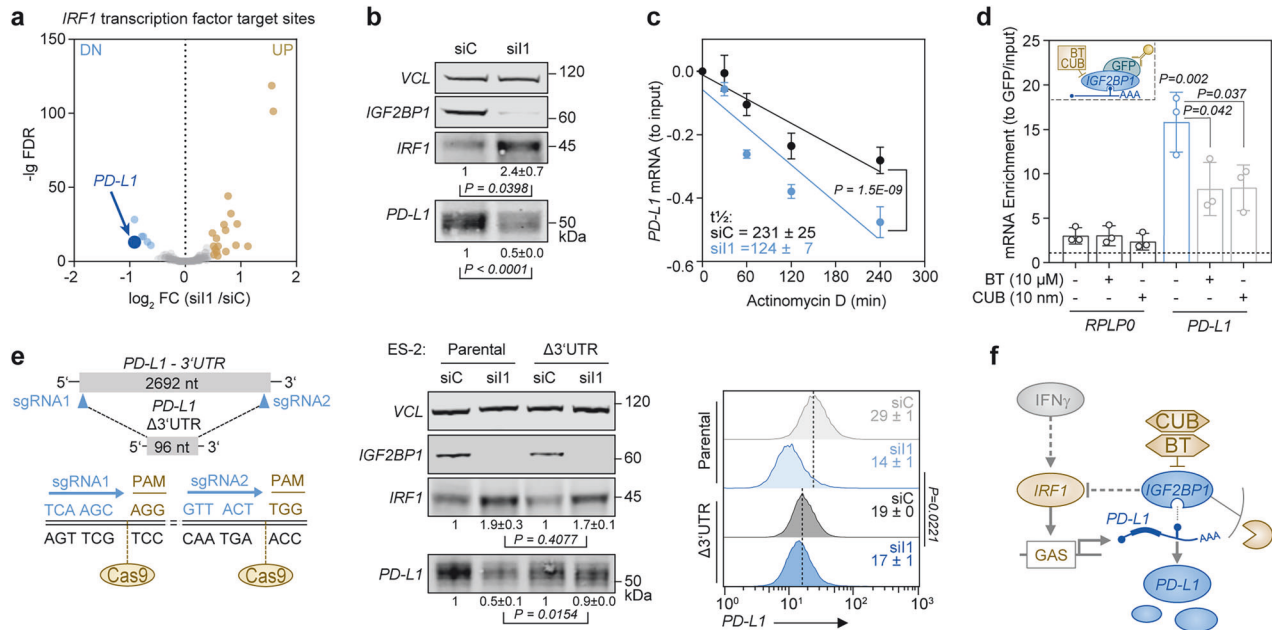 a
IRF1 transcription factor target sites
DN
UP
150
100
50
0
-lg FDR
PD-L1
-2
-1
0
1
2
log2 FC (siI1 /siC)
b
siC siI1
VCL
120
IGF2BP1
60
IRF1
45
1 2.4±0.7
P = 0.0398
PD-L1
50
kDa
1 0.5±0.0
P < 0.0001
c
0.0
-0.2
-0.4
-0.6
PD-L1 mRNA (to input)
P = 1.5E-09
t½:
siC = 231 ± 25
siI1 =124 ± 7
0 60 120 180 240 300
Actinomycin D (min)
d
25
20
15
10
5
0
mRNA Enrichment (to GFP/input)
BT
CUB
GFP
IGF2BP1
AAA
P=0.002
P=0.037
P=0.042
BT (10 µM) - + - - + -
CUB (10 nm) - - + - - +
RPLP0 PD-L1
e
PD-L1 - 3‘UTR
5‘ 2692 nt 3‘
sgRNA1 sgRNA2
PD-L1
Δ3‘UTR
5‘ 96 nt 3‘
sgRNA1 PAM sgRNA2 PAM
TCA AGC AGG GTT ACT TGG
AGT TCG TCC CAA TGA ACC
Cas9 Cas9
ES-2: Parental Δ3‘UTR
siC siI1 siC siI1
VCL
120
IGF2BP1
60
IRF1
45
1 1.9±0.3 1 1.7±0.1
P = 0.4077
PD-L1
50
kDa
1 0.5±0.1 1 0.9±0.0
P = 0.0154
Parental
Δ3‘UTR
siC
29 ± 1
siI1
14 ± 1
siC
19 ± 0
siI1
17 ± 1
P=0.0221
10⁰ 10¹ 10² 10³
PD-L1
f
IFNγ
CUB
BT
IRF1
IGF2BP1
PD-L1
AAA
GAS
PD-L1